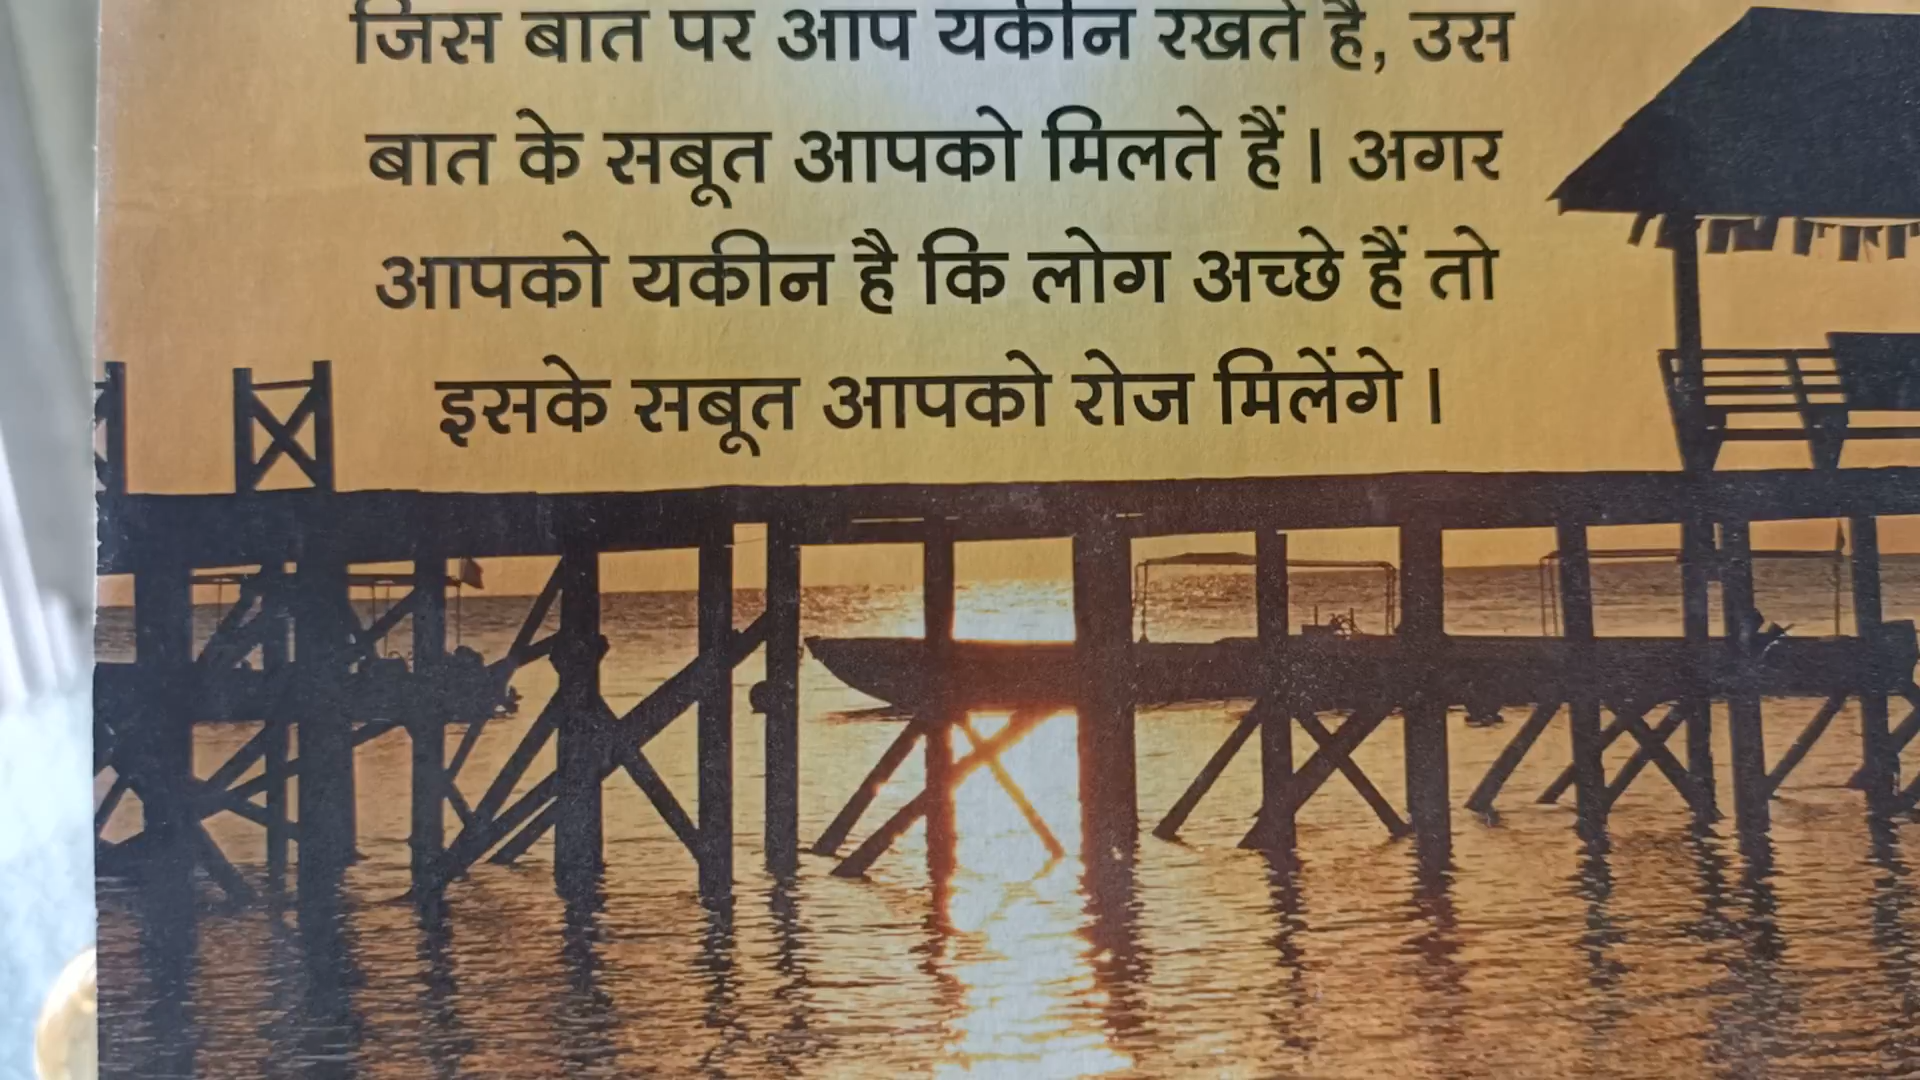 जिस बात पर आप यकीन रखते है, उस
बात के सबूत आपको मिलते हैं। अगर
आपको यकीन है कि लोग अच्छे हैं तो
इसके सबूत आपको रोज मिलेंगे।